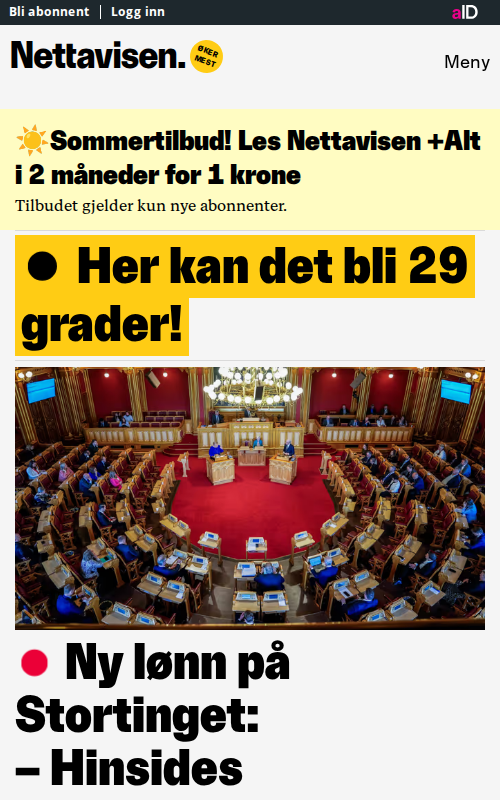 Bli abonnent | Logg inn
aID
Nettavisen.
ØKER
MEST
Meny
☀️Sommertilbud! Les Nettavisen +Alt
i 2 måneder for 1 krone
Tilbudet gjelder kun nye abonnenter.
● Her kan det bli 29
grader!
🔴 Ny lønn på
Stortinget:
– Hinsides